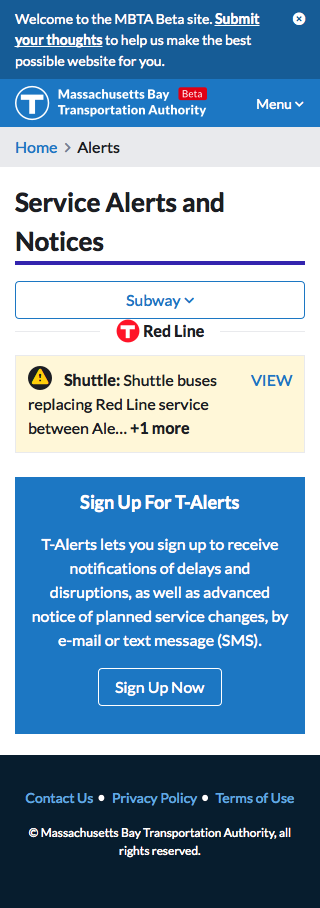 Welcome to the MBTA Beta site. Submit
your thoughts to help us make the best
possible website for you.
T
Massachusetts Bay Beta
Transportation Authority
Menu
Home > Alerts
Service Alerts and
Notices
Subway
T Red Line
Shuttle: Shuttle buses VIEW
replacing Red Line service
between Ale... +1 more
Sign Up For T-Alerts
T-Alerts lets you sign up to receive
notifications of delays and
disruptions, as well as advanced
notice of planned service changes, by
e-mail or text message (SMS).
Sign Up Now
Contact Us • Privacy Policy • Terms of Use
© Massachusetts Bay Transportation Authority, all
rights reserved.